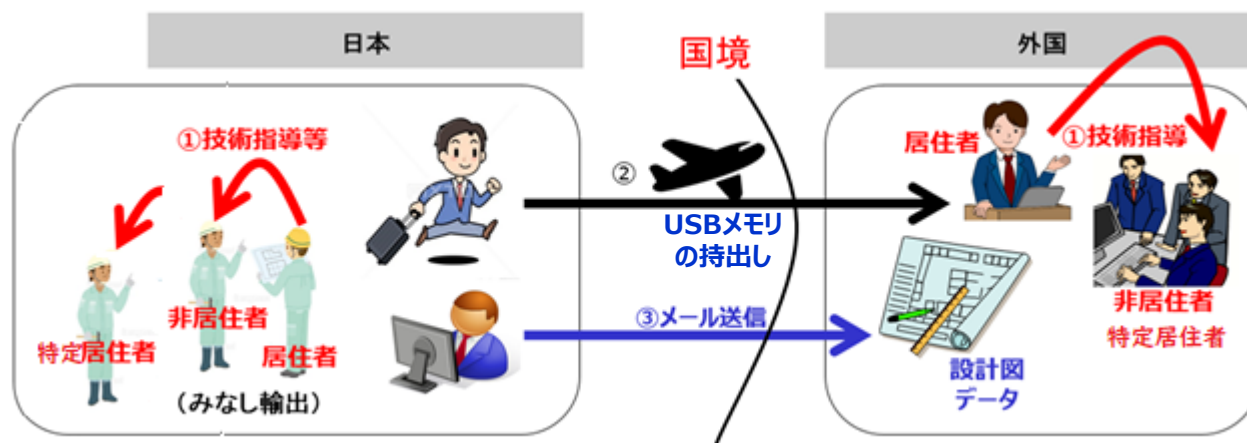 日本
国境
外国
①技術指導等
居住者
①技術指導
②
USBメモリ
の持出し
非居住者
特定居住者
居住者
(みなし輸出)
③メール送信
非居住者
特定居住者
設計図
データ